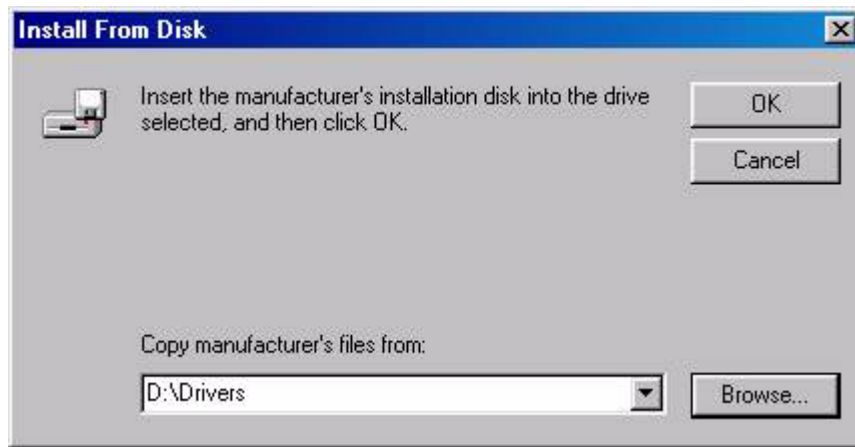 Install From Disk
Insert the manufacturer's installation disk into the drive
selected, and then click OK.
OK
Cancel
Copy manufacturer's files from:
D:\Drivers
Browse...